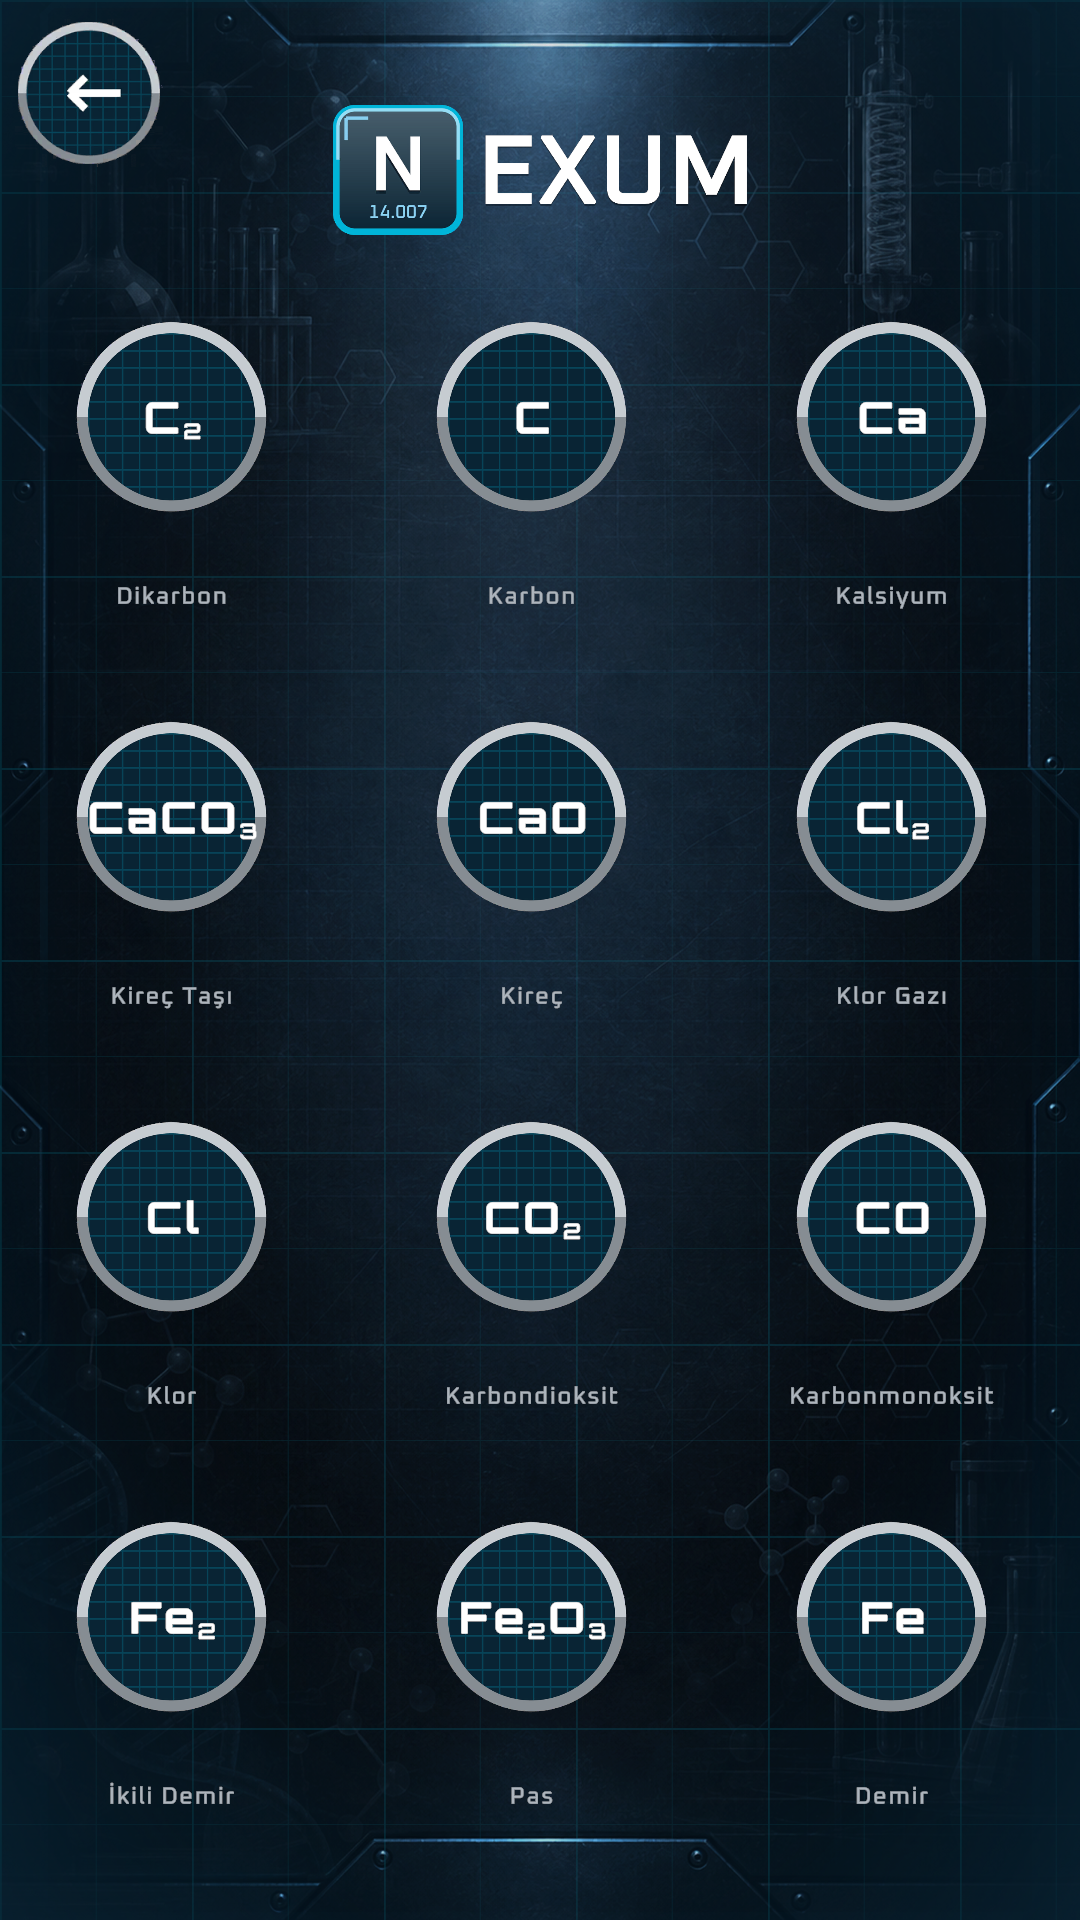 NEXUM
14.007
C₂ C Ca
Dikarbon Karbon Kalsiyum
CaCO₃ CaO Cl₂
Kireç Taşı Kireç Klor Gazı
Cl CO₂ CO
Klor Karbondioksit Karbonmonoksit
Fe₂ Fe₂O₃ Fe
İkili Demir Pas Demir